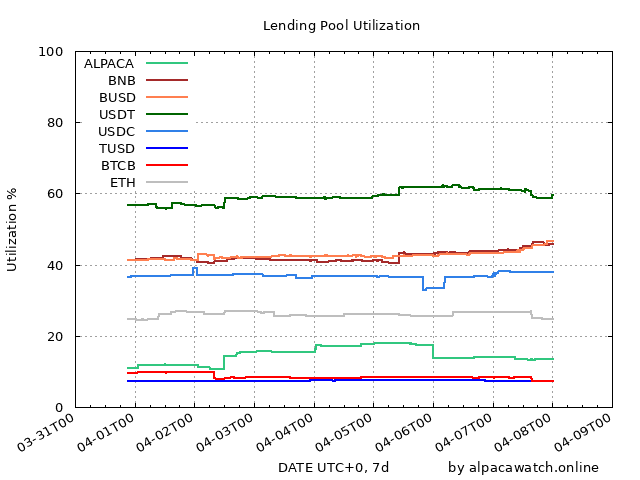 Lending Pool Utilization
Utilization %
100
80
60
40
20
0
ALPACA
BNB
BUSD
USDT
USDC
TUSD
BTCB
ETH
03-31T00
04-01T00
04-02T00
04-03T00
04-04T00
04-05T00
04-06T00
04-07T00
04-08T00
04-09T00
DATE UTC+0, 7d
by alpacawatch.online